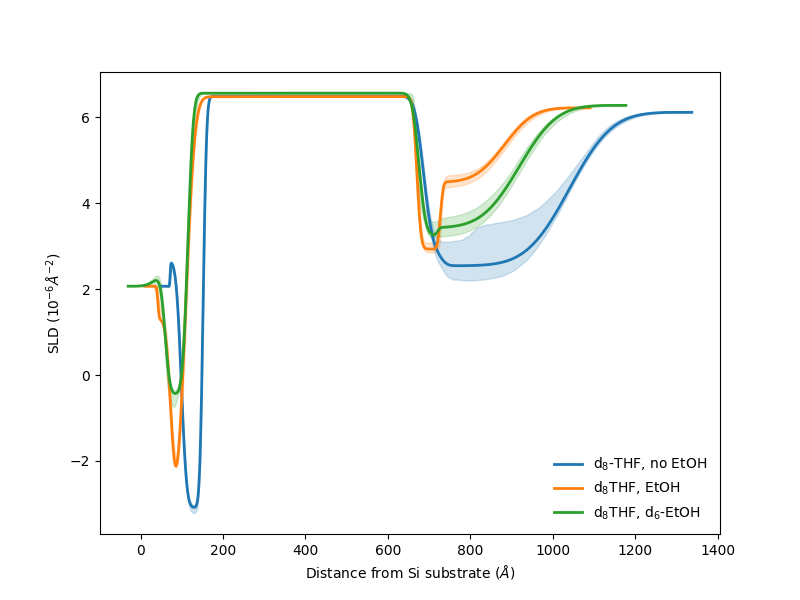 6
4
2
0
−2
SLD (10⁻⁶Å⁻²)
d₈-THF, no EtOH
d₈THF, EtOH
d₈THF, d₆-EtOH
0 200 400 600 800 1000 1200 1400
Distance from Si substrate (Å)